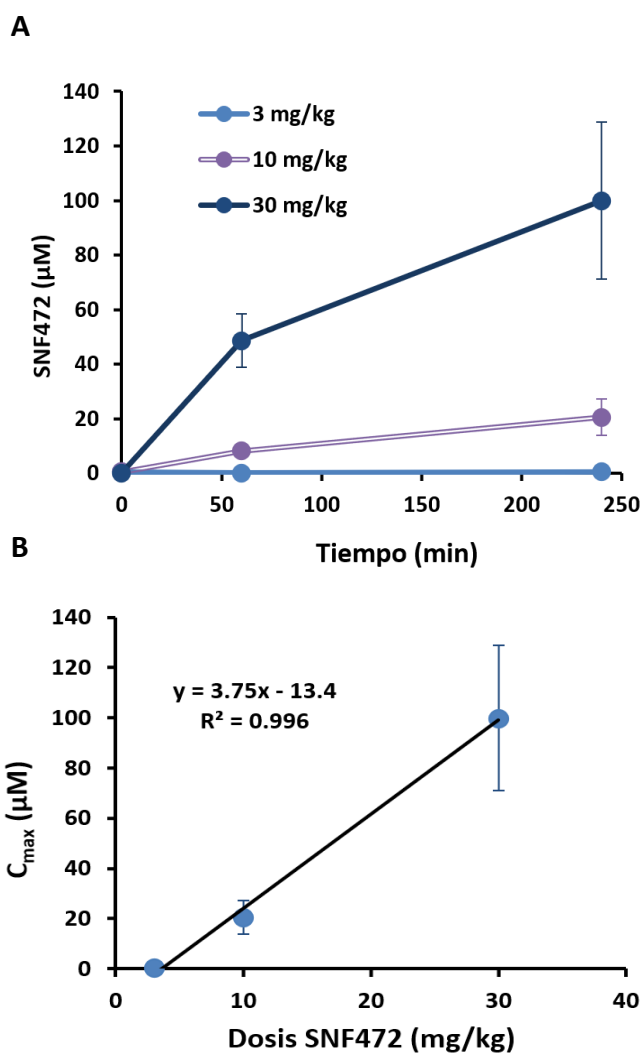 A
140
120
100
80
60
40
20
0
SNF472 (µM)
3 mg/kg
10 mg/kg
30 mg/kg
0 50 100 150 200 250
Tiempo (min)
B
140
120
100
80
60
40
20
0
Cmax (µM)
y = 3.75x - 13.4
R² = 0.996
0 10 20 30 40
Dosis SNF472 (mg/kg)